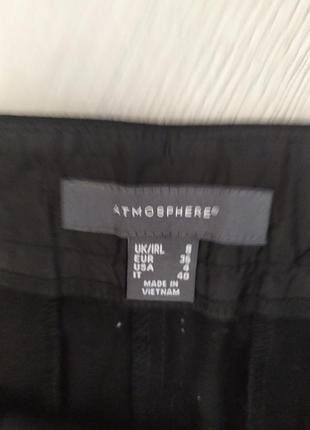 ATMOSPHERE®
UK/IRL 8
EUR 36
USA 4
IT 40
MADE IN
VIETNAM